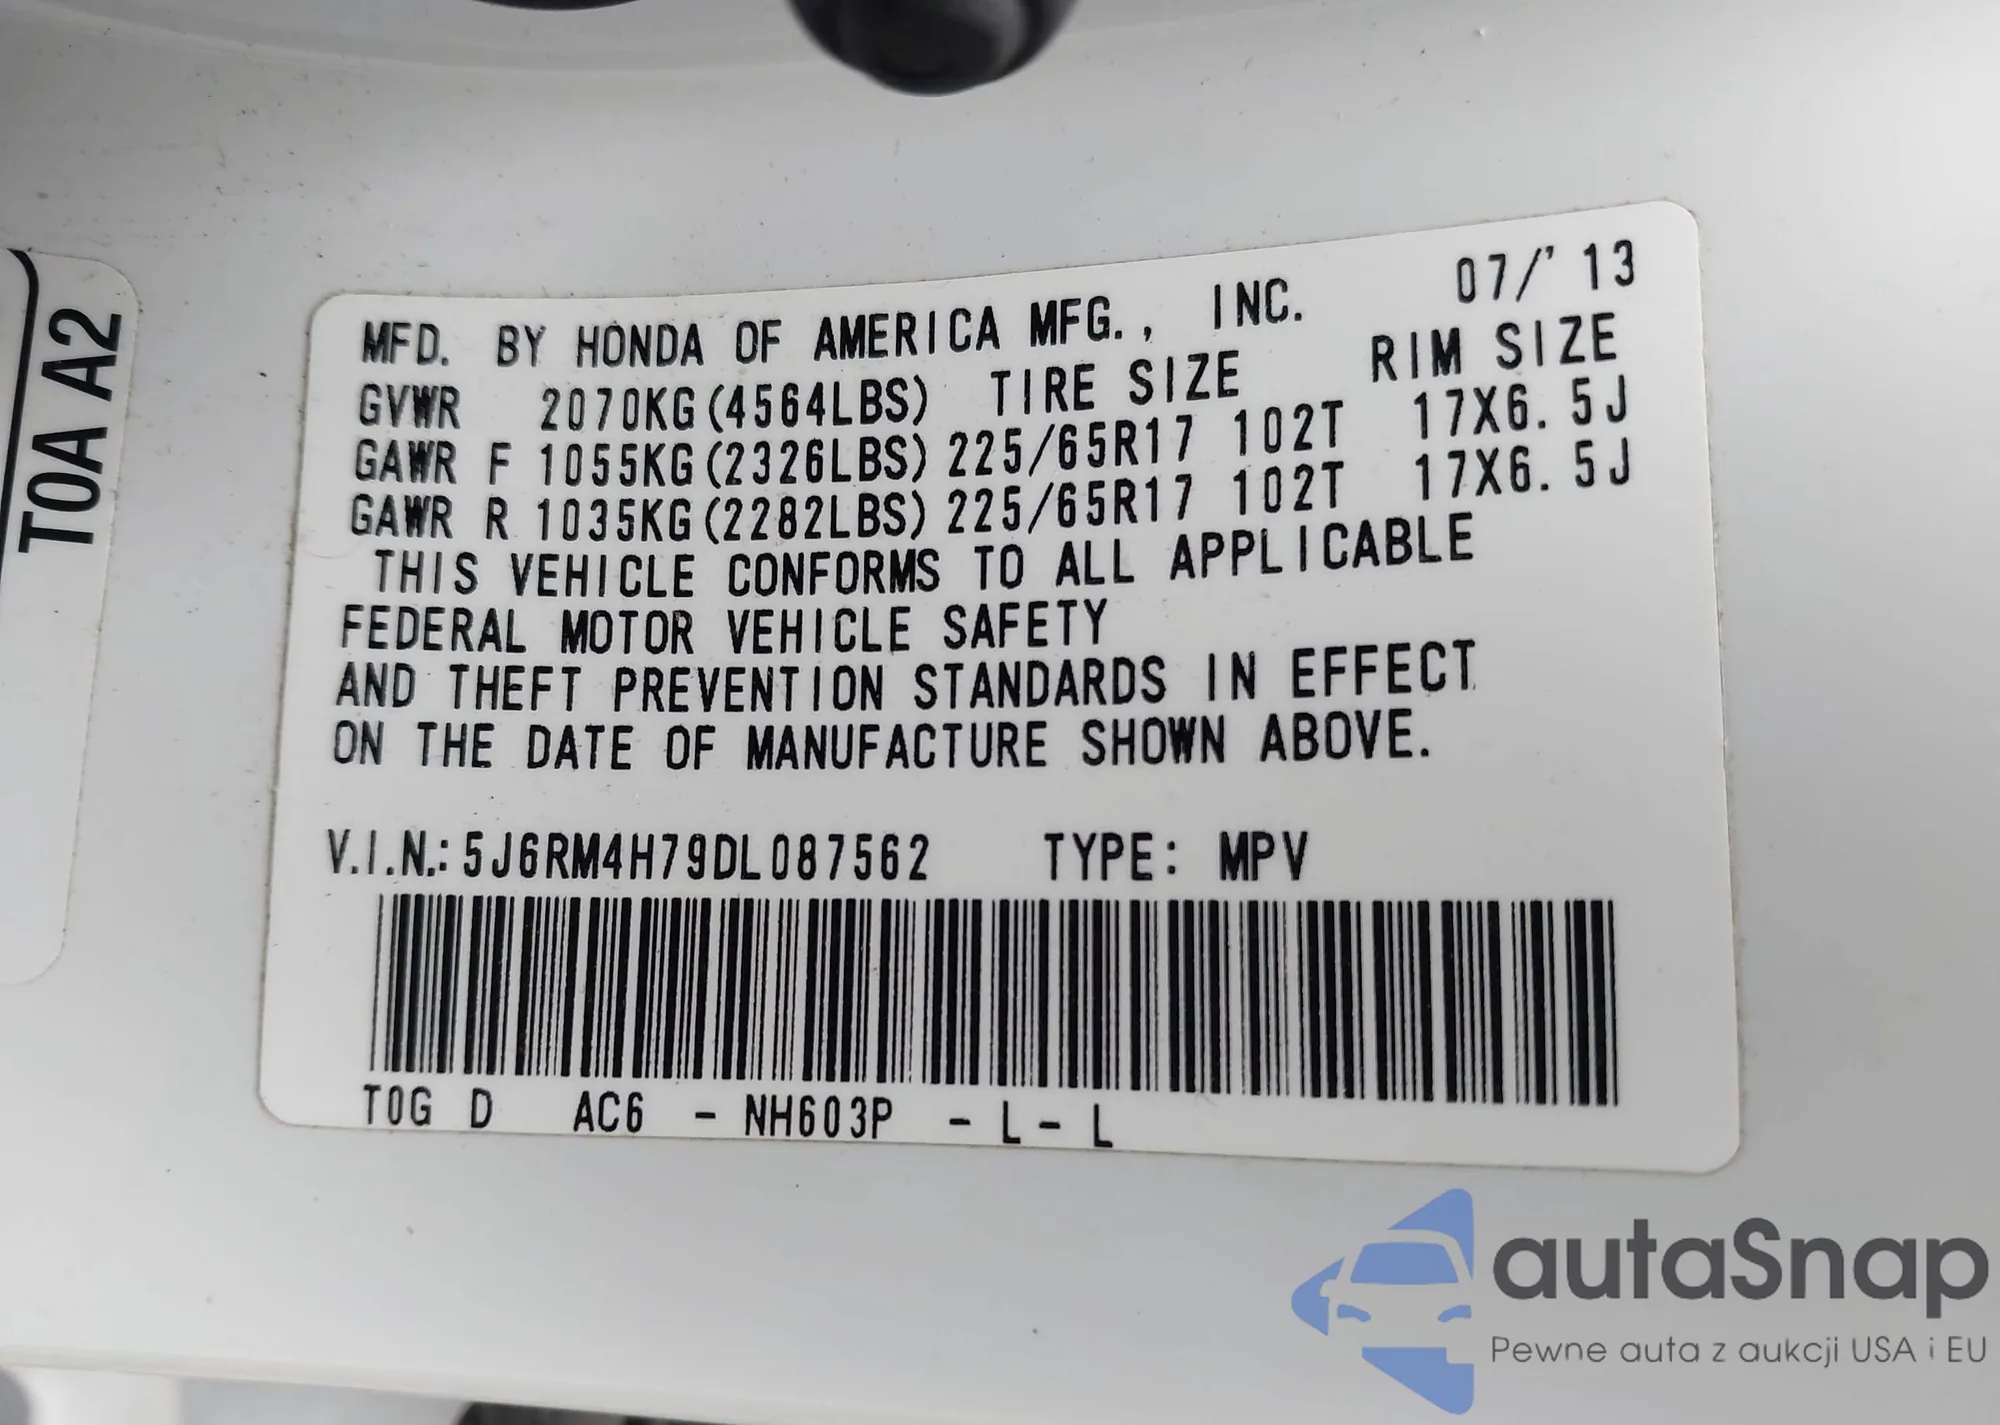 T0A A2
MFD. BY HONDA OF AMERICA MFG., INC. 07/'13
GVWR 2070KG(4564LBS) TIRE SIZE RIM SIZE
GAWR F 1055KG(2326LBS) 225/65R17 102T 17X6.5J
GAWR R 1035KG(2282LBS) 225/65R17 102T 17X6.5J
THIS VEHICLE CONFORMS TO ALL APPLICABLE
FEDERAL MOTOR VEHICLE SAFETY
AND THEFT PREVENTION STANDARDS IN EFFECT
ON THE DATE OF MANUFACTURE SHOWN ABOVE.
V.I.N.: 5J6RM4H79DL087562 TYPE: MPV
T0G D AC6 - NH603P - L - L
autaSnap
Pewne auta z aukcji USA i EU